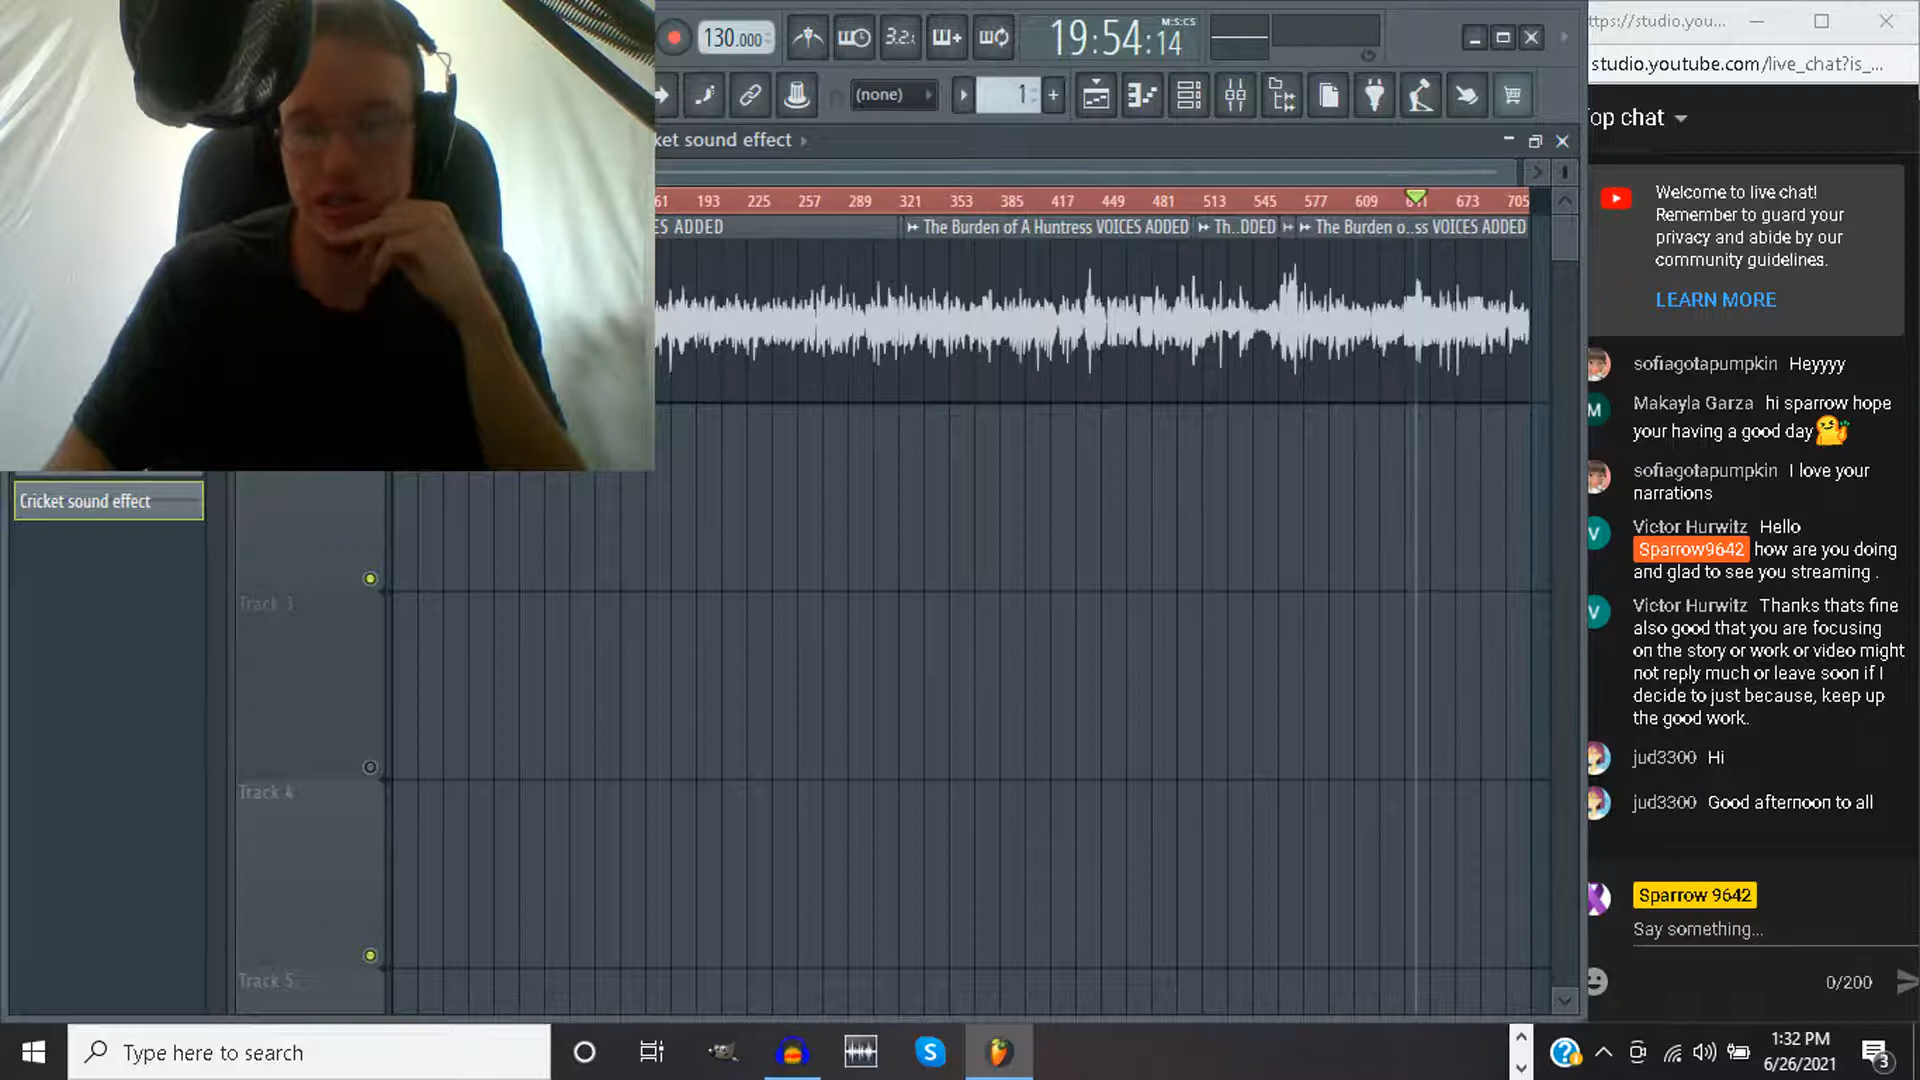 130.000
3.2:
19:54:14
M:S:CS
https://studio.you...
studio.youtube.com/live_chat?is_...
(none)
1
ket sound effect
op chat
61 193 225 257 289 321 353 385 417 449 481 513 545 577 609 673 705
ES ADDED
The Burden of A Huntress VOICES ADDED
Th..DDED
The Burden o..ss VOICES ADDED
Welcome to live chat!
Remember to guard your
privacy and abide by our
community guidelines.
LEARN MORE
sofiagotapumpkin Heyyyy
Makayla Garza hi sparrow hope
your having a good day
sofiagotapumpkin I love your
narrations
Victor Hurwitz Hello
Sparrow9642 how are you doing
and glad to see you streaming .
Victor Hurwitz Thanks thats fine
also good that you are focusing
on the story or work or video might
not reply much or leave soon if I
decide to just because, keep up
the good work.
jud3300 Hi
jud3300 Good afternoon to all
Sparrow 9642
Say something...
0/200
Cricket sound effect
Track 3
Track 4
Track 5
Type here to search
1:32 PM
6/26/2021
3